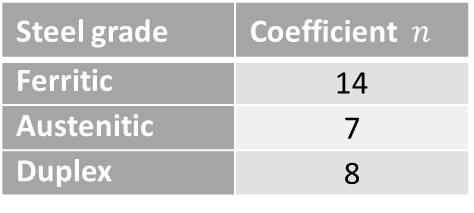 Steel grade Coefficient n
Ferritic 14
Austenitic 7
Duplex 8